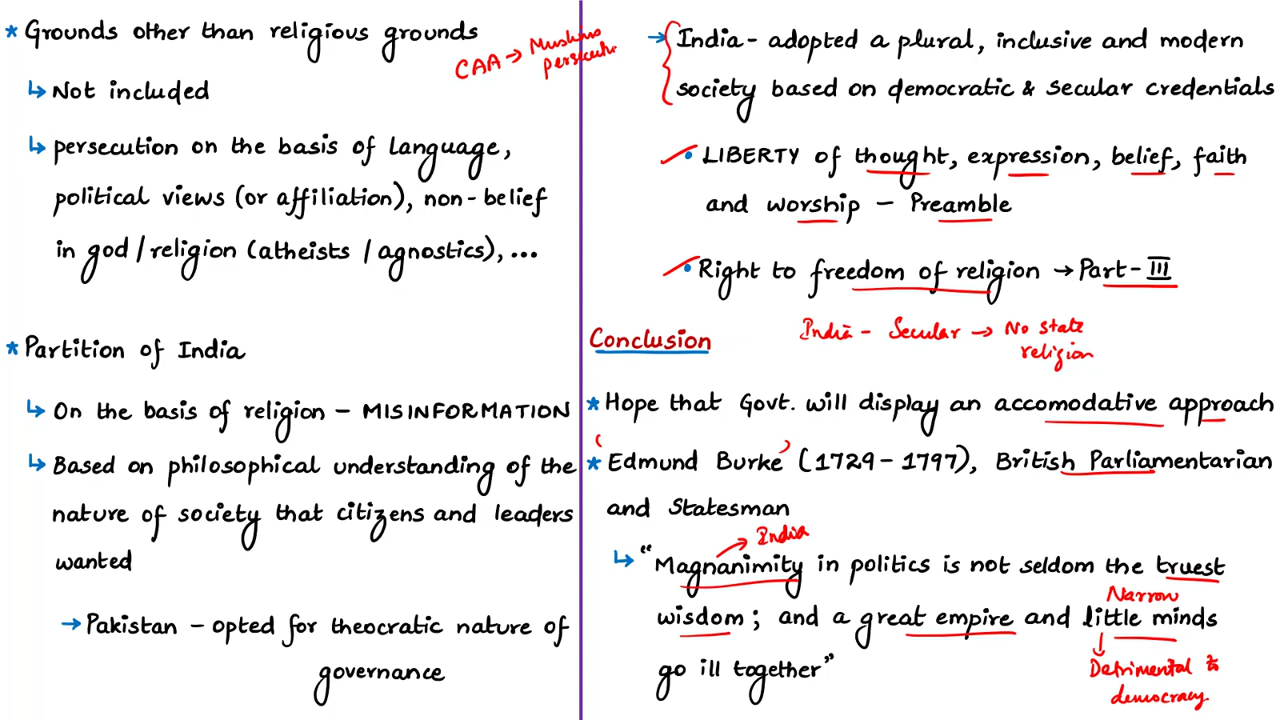 * Grounds other than religious grounds
CAA → Muslims
↳ Not included
↳ persecution on the basis of language,
political views (or affiliation), non-belief
in god/religion (atheists/agnostics), ...
* Partition of India
↳ On the basis of religion - MISINFORMATION
↳ Based on philosophical understanding of the
nature of society that citizens and leaders
wanted
→ Pakistan - opted for theocratic nature of
governance
→ India - adopted a plural, inclusive and modern
society based on democratic & secular credentials
• LIBERTY of thought, expression, belief, faith
and worship - Preamble
• Right to freedom of religion → Part-III
India - Secular → No state
religion
Conclusion
* Hope that Govt. will display an accomodative approach
* 'Edmund Burke' (1729-1797), British Parliamentarian
and Statesman
India
↳ "Magnanimity in politics is not seldom the truest
Narrow
wisdom; and a great empire and little minds
go ill together"
Detrimental to
democracy